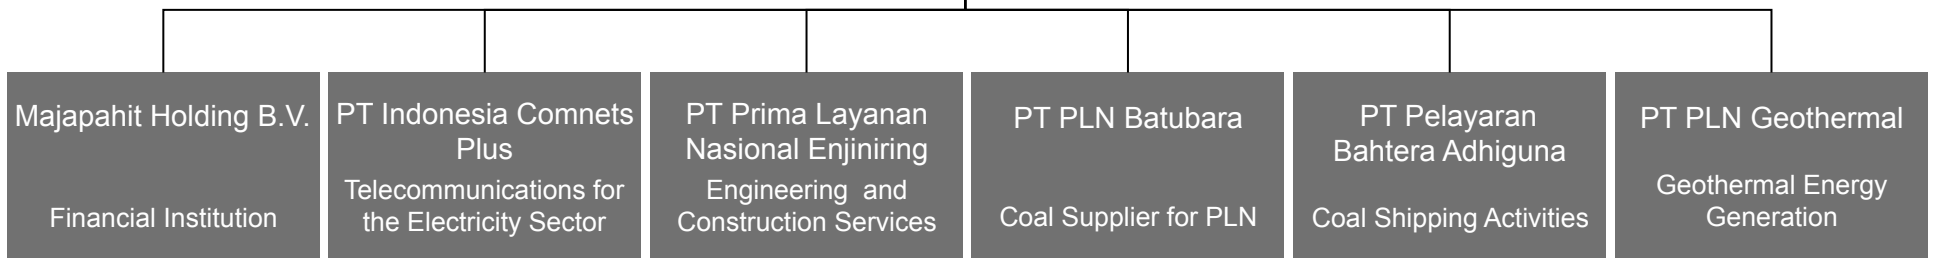 Majapahit Holding B.V.
Financial Institution
PT Indonesia Comnets
Plus
Telecommunications for
the Electricity Sector
PT Prima Layanan
Nasional Enjiniring
Engineering and
Construction Services
PT PLN Batubara
Coal Supplier for PLN
PT Pelayaran
Bahtera Adhiguna
Coal Shipping Activities
PT PLN Geothermal
Geothermal Energy
Generation